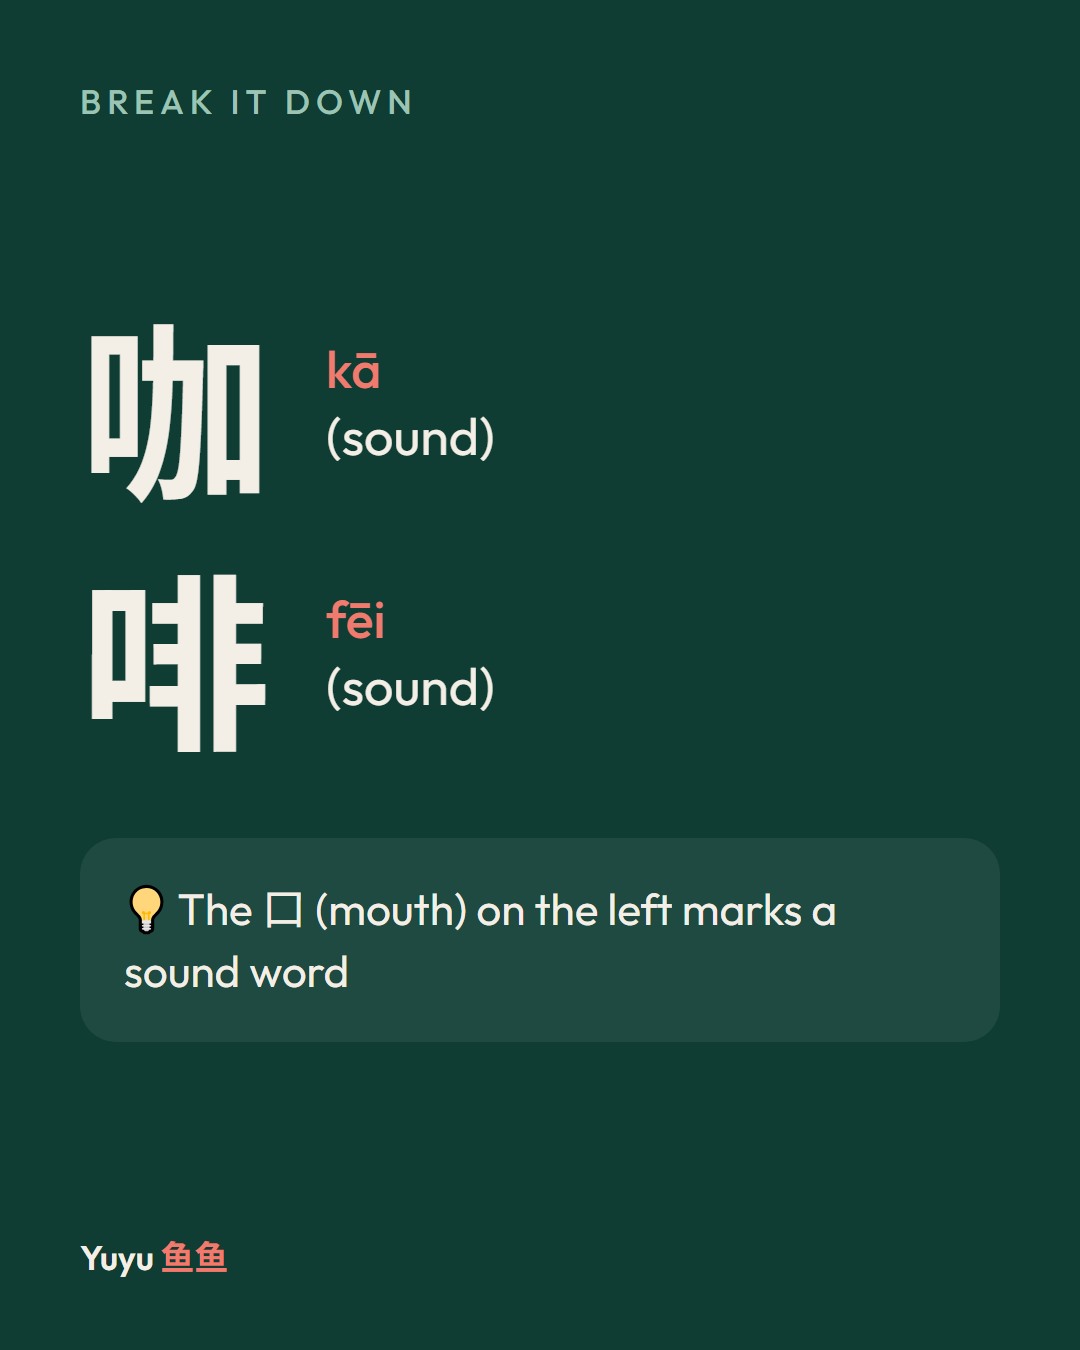 BREAK IT DOWN
咖
kā
(sound)
啡
fēi
(sound)
💡 The 口 (mouth) on the left marks a
sound word
Yuyu 鱼鱼